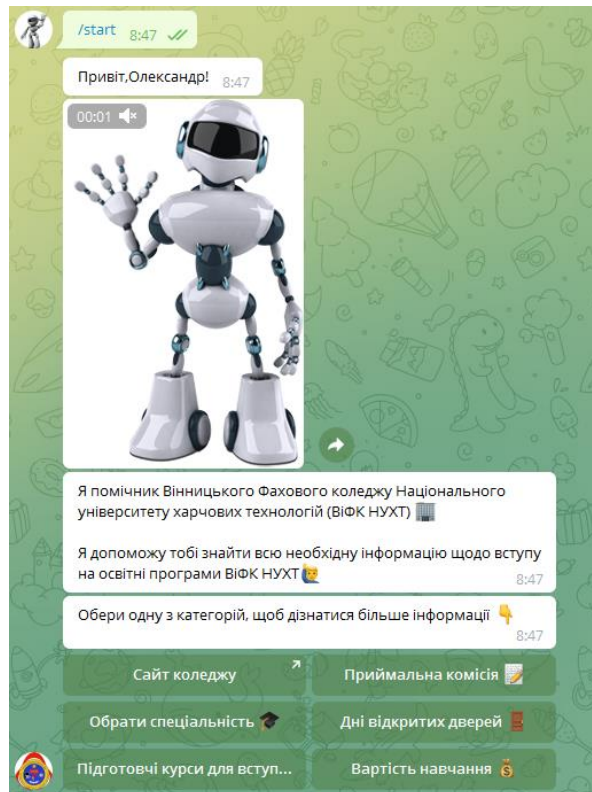 /start 8:47
Привіт,Олександр! 8:47
00:01
Я помічник Вінницького Фахового коледжу Національного
університету харчових технологій (ВіФК НУХТ) 🏢
Я допоможу тобі знайти всю необхідну інформацію щодо вступу
на освітні програми ВіФК НУХТ🙋‍♂️
8:47
Обери одну з категорій, щоб дізнатися більше інформації 👇
8:47
Сайт коледжу
Приймальна комісія 📝
Обрати спеціальність 🎓
Дні відкритих дверей 🚪
Підготовчі курси для вступ...
Вартість навчання 💰